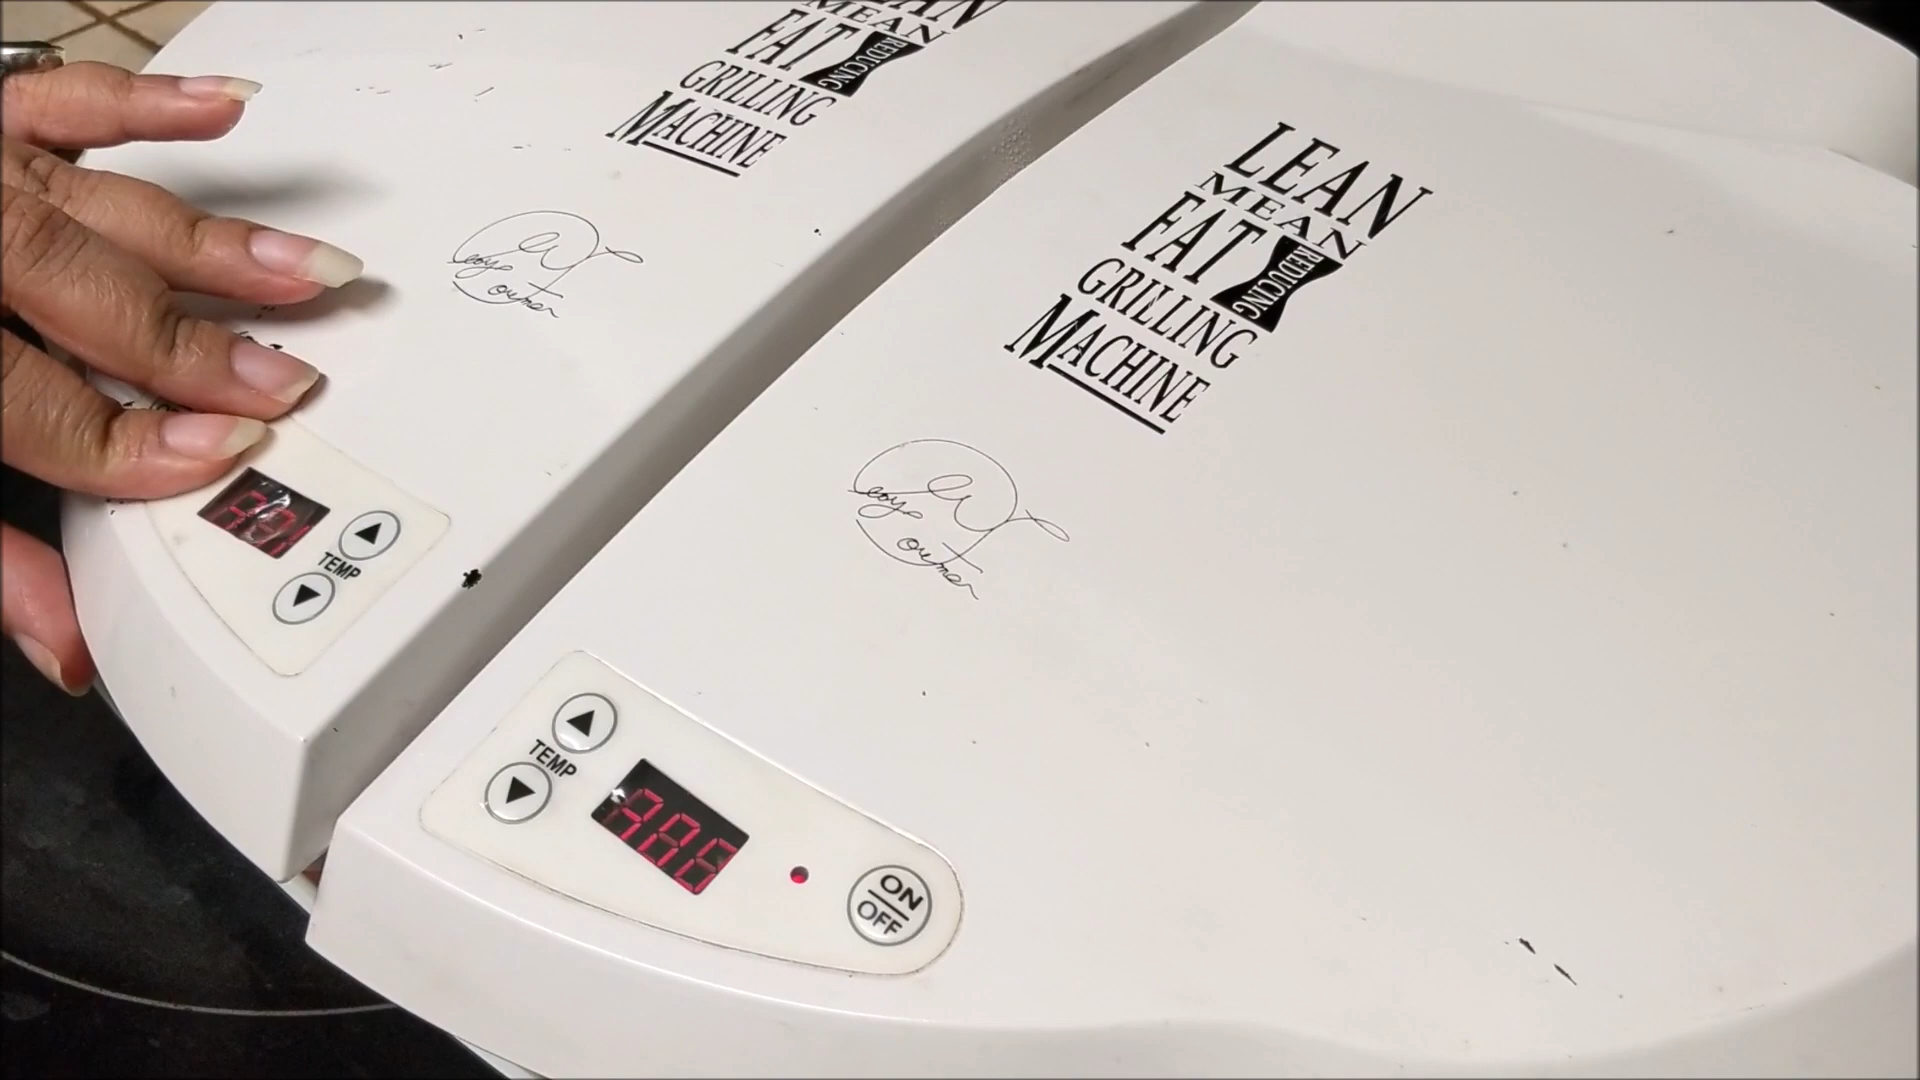 MEAN
FAT REDUCING
GRILLING
MACHINE
TEMP
LEAN
MEAN
FAT REDUCING
GRILLING
MACHINE
TEMP
ON
OFF